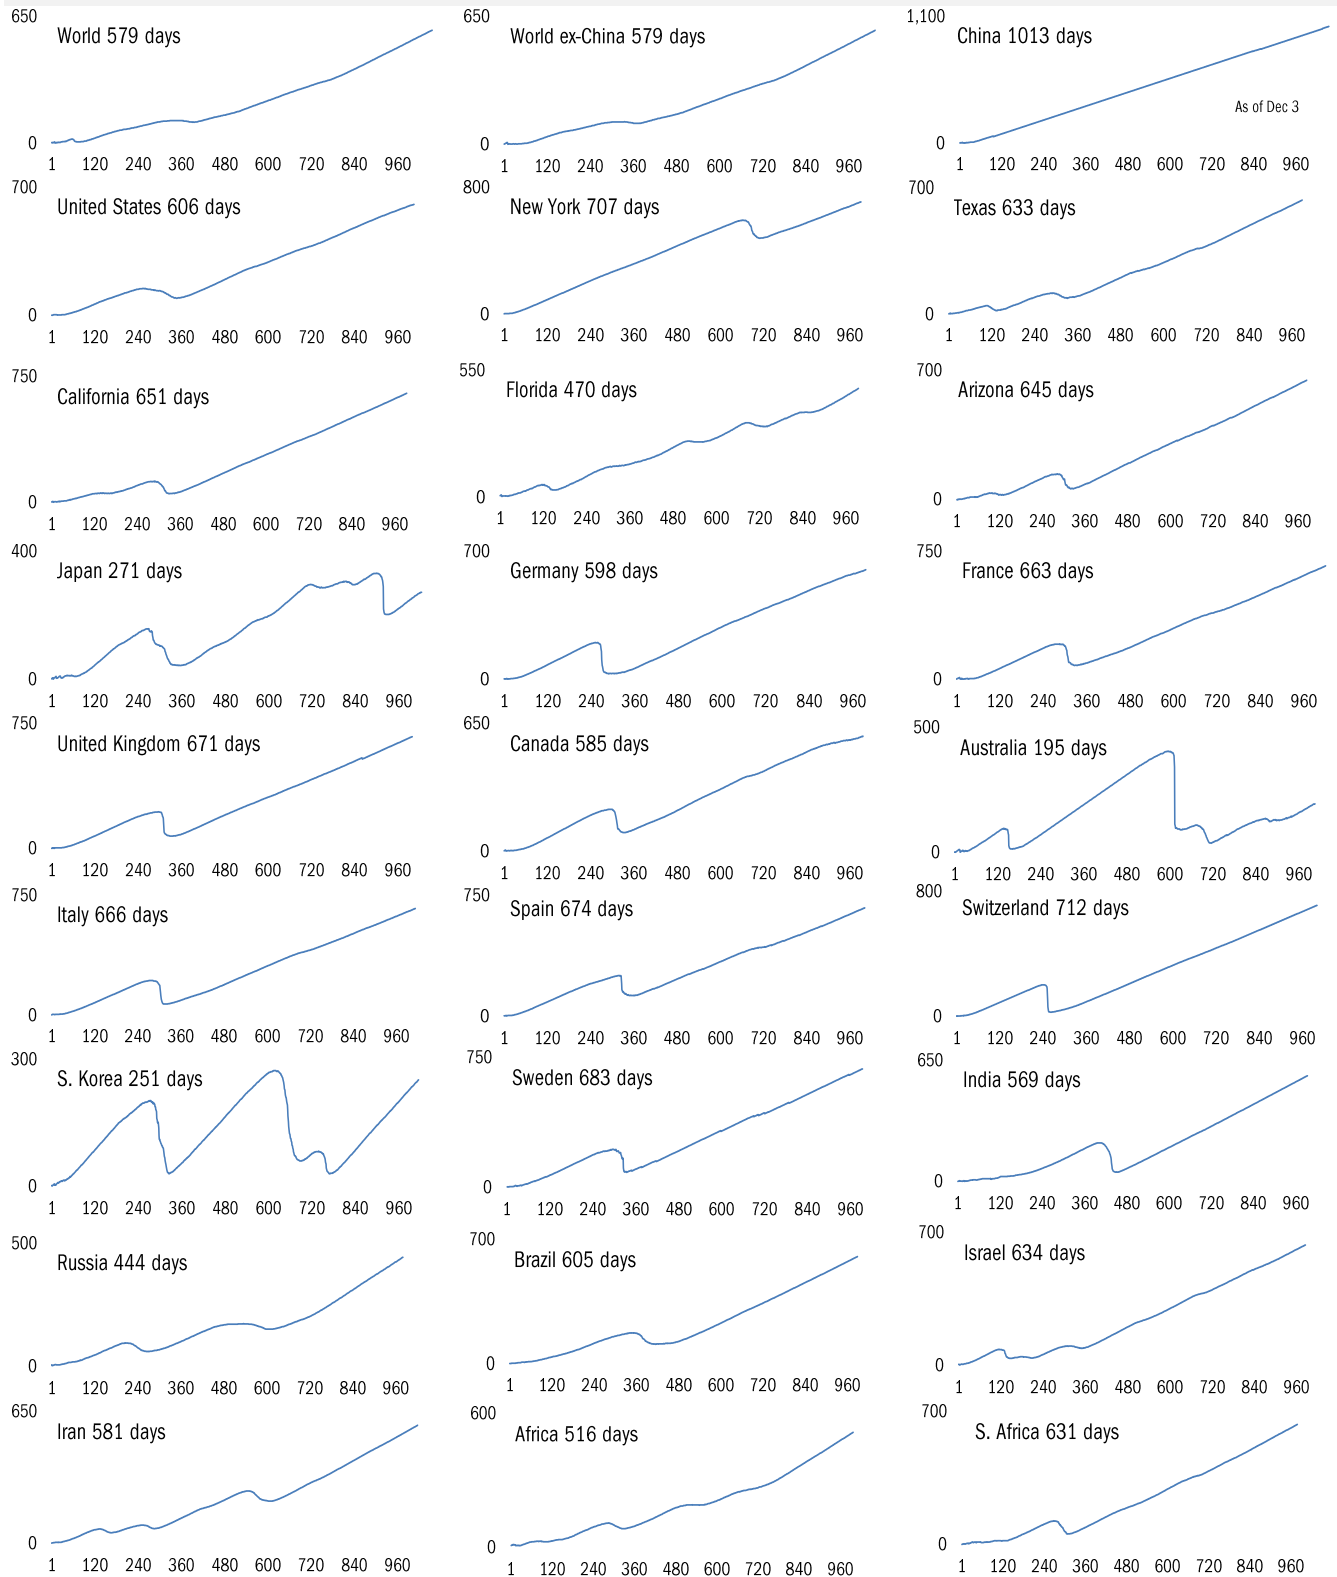 650
World 579 days
0
1 120 240 360 480 600 720 840 960
650
World ex-China 579 days
0
1 120 240 360 480 600 720 840 960
1,100
China 1013 days
As of Dec 3
0
1 120 240 360 480 600 720 840 960
700
United States 606 days
0
1 120 240 360 480 600 720 840 960
800
New York 707 days
0
1 120 240 360 480 600 720 840 960
700
Texas 633 days
0
1 120 240 360 480 600 720 840 960
750
California 651 days
0
1 120 240 360 480 600 720 840 960
550
Florida 470 days
0
1 120 240 360 480 600 720 840 960
700
Arizona 645 days
0
1 120 240 360 480 600 720 840 960
400
Japan 271 days
0
1 120 240 360 480 600 720 840 960
700
Germany 598 days
0
1 120 240 360 480 600 720 840 960
750
France 663 days
0
1 120 240 360 480 600 720 840 960
750
United Kingdom 671 days
0
1 120 240 360 480 600 720 840 960
650
Canada 585 days
0
1 120 240 360 480 600 720 840 960
500
Australia 195 days
0
1 120 240 360 480 600 720 840 960
750
Italy 666 days
0
1 120 240 360 480 600 720 840 960
750
Spain 674 days
0
1 120 240 360 480 600 720 840 960
800
Switzerland 712 days
0
1 120 240 360 480 600 720 840 960
300
S. Korea 251 days
0
1 120 240 360 480 600 720 840 960
750
Sweden 683 days
0
1 120 240 360 480 600 720 840 960
650
India 569 days
0
1 120 240 360 480 600 720 840 960
500
Russia 444 days
0
1 120 240 360 480 600 720 840 960
700
Brazil 605 days
0
1 120 240 360 480 600 720 840 960
700
Israel 634 days
0
1 120 240 360 480 600 720 840 960
650
Iran 581 days
0
1 120 240 360 480 600 720 840 960
600
Africa 516 days
0
1 120 240 360 480 600 720 840 960
700
S. Africa 631 days
0
1 120 240 360 480 600 720 840 960